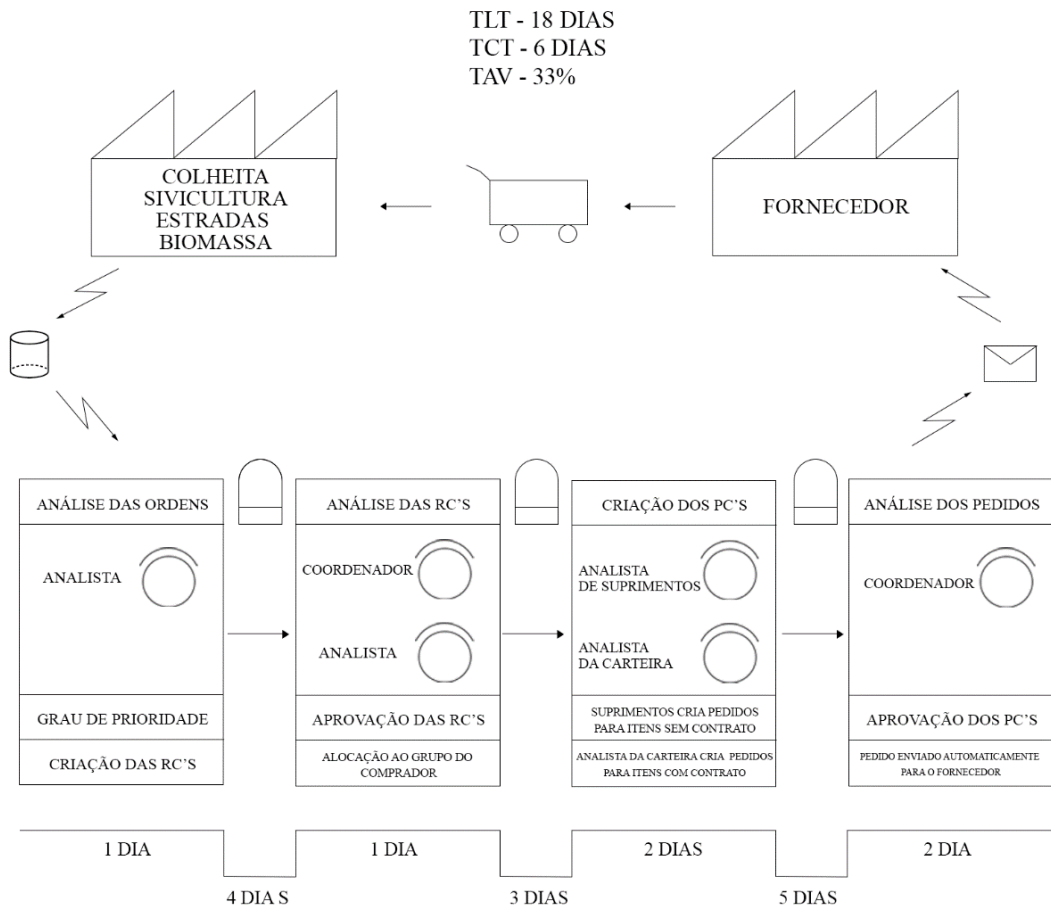 TLT - 18 DIAS
TCT - 6 DIAS
TAV - 33%
COLHEITA
SIVICULTURA
ESTRADAS
BIOMASSA
FORNECEDOR
ANÁLISE DAS ORDENS
ANALISTA
GRAU DE PRIORIDADE
CRIAÇÃO DAS RC'S
ANÁLISE DAS RC'S
COORDENADOR
ANALISTA
APROVAÇÃO DAS RC'S
ALOCAÇÃO AO GRUPO DO
COMPRADOR
CRIAÇÃO DOS PC'S
ANALISTA
DE SUPRIMENTOS
ANALISTA
DA CARTEIRA
SUPRIMENTOS CRIA PEDIDOS
PARA ITENS SEM CONTRATO
ANALISTA DA CARTEIRA CRIA PEDIDOS
PARA ITENS COM CONTRATO
ANÁLISE DOS PEDIDOS
COORDENADOR
APROVAÇÃO DOS PC'S
PEDIDO ENVIADO AUTOMATICAMENTE
PARA O FORNECEDOR
1 DIA
4 DIA S
1 DIA
3 DIAS
2 DIAS
5 DIAS
2 DIA